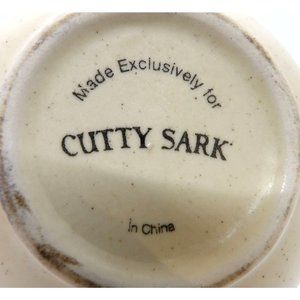 Made Exclusively for
CUTTY SARK
in China